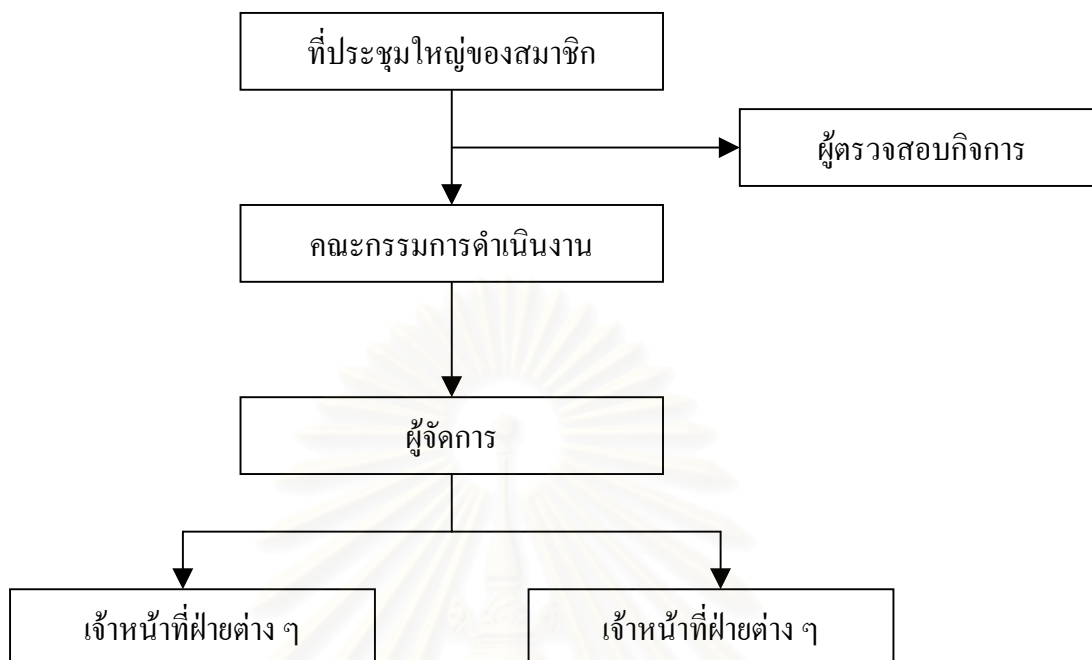 ที่ประชุมใหญ่ของสมาชิก
ผู้ตรวจสอบกิจการ
คณะกรรมการดำเนินงาน
ผู้จัดการ
เจ้าหน้าที่ฝ่ายต่าง ๆ
เจ้าหน้าที่ฝ่ายต่าง ๆ